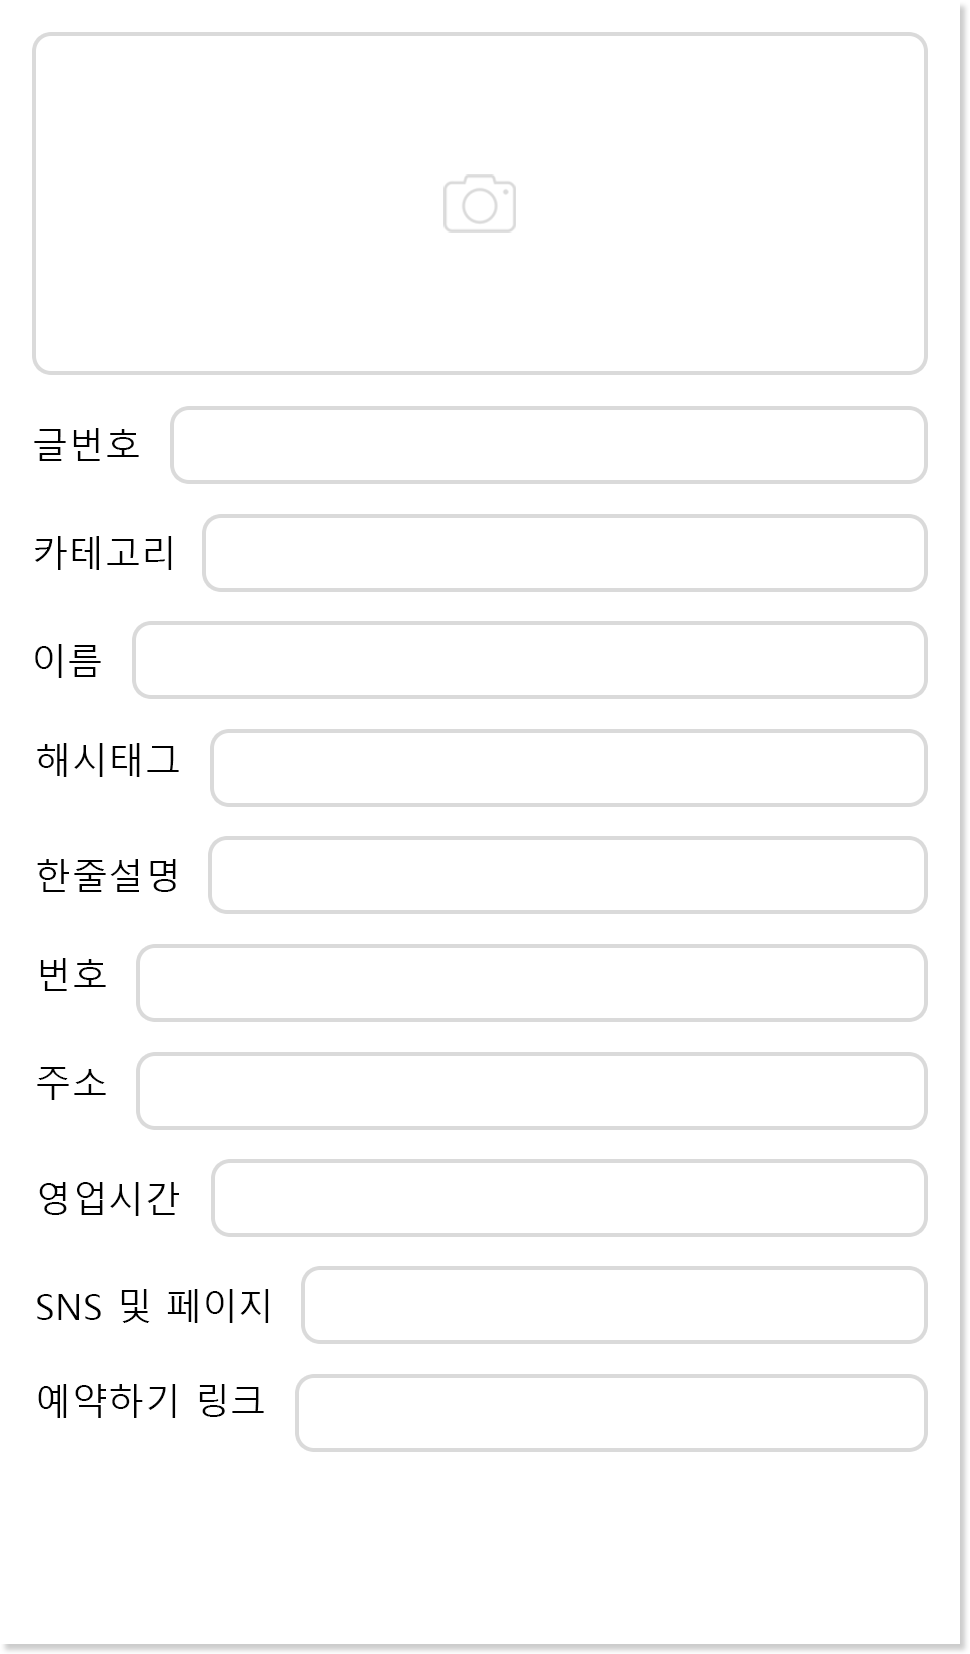 글번호
카테고리
이름
해시태그
한줄설명
번호
주소
영업시간
SNS 및 페이지
예약하기 링크